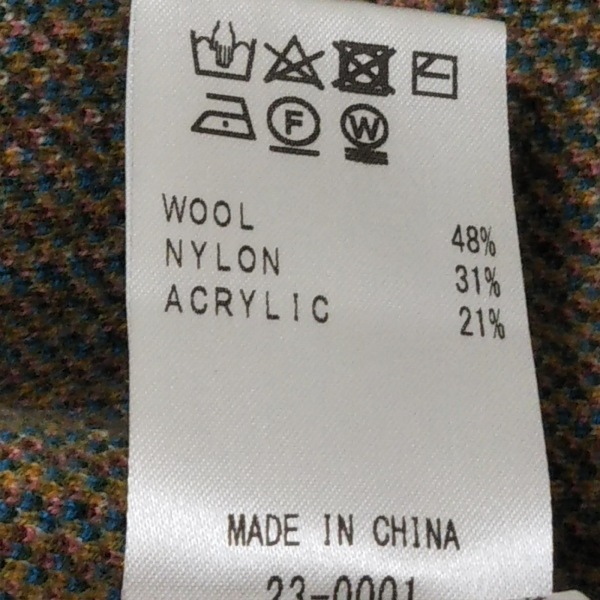 F W
WOOL 48%
NYLON 31%
ACRYLIC 21%
MADE IN CHINA
23-0001